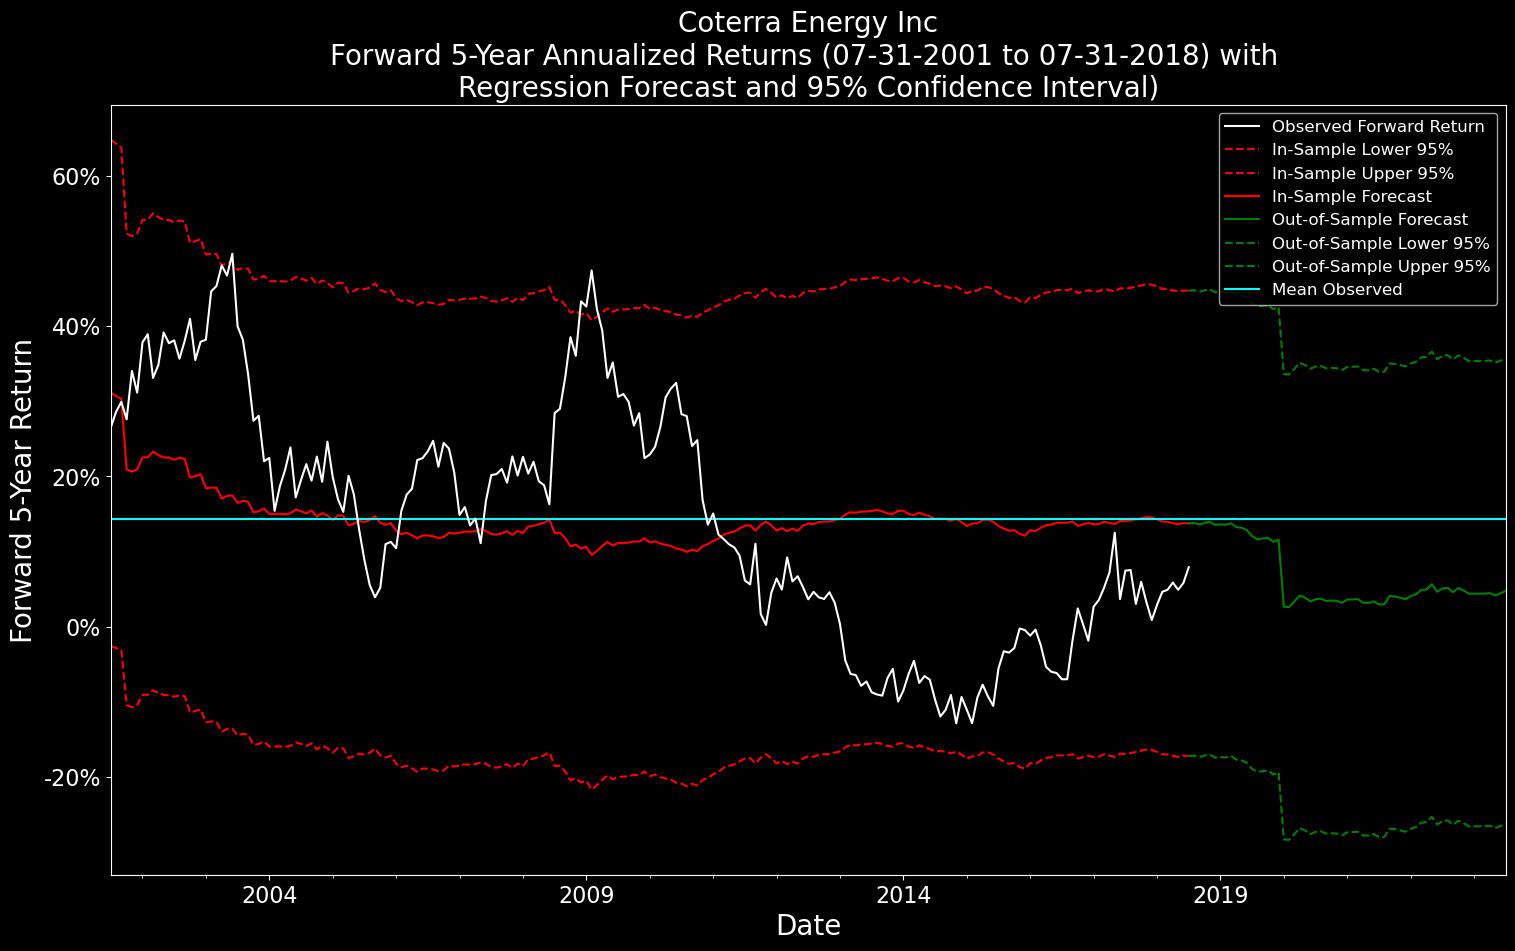 Coterra Energy Inc
Forward 5-Year Annualized Returns (07-31-2001 to 07-31-2018) with
Regression Forecast and 95% Confidence Interval)
Observed Forward Return
In-Sample Lower 95%
In-Sample Upper 95%
In-Sample Forecast
Out-of-Sample Forecast
Out-of-Sample Lower 95%
Out-of-Sample Upper 95%
Mean Observed
Forward 5-Year Return
60%
40%
20%
0%
-20%
2004
2009
2014
2019
Date